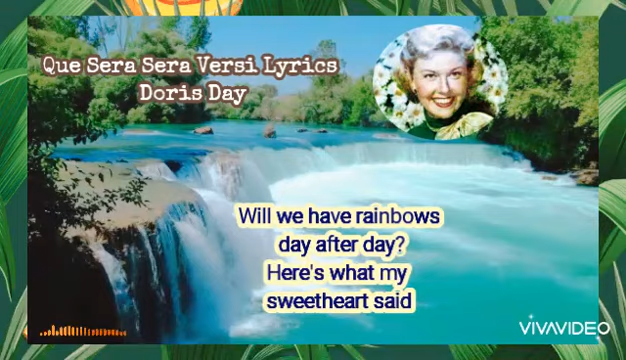 Que Sera Sera Versi Lyrics
Doris Day
Will we have rainbows
day after day?
Here's what my
sweetheart said
VIVAVIDEO